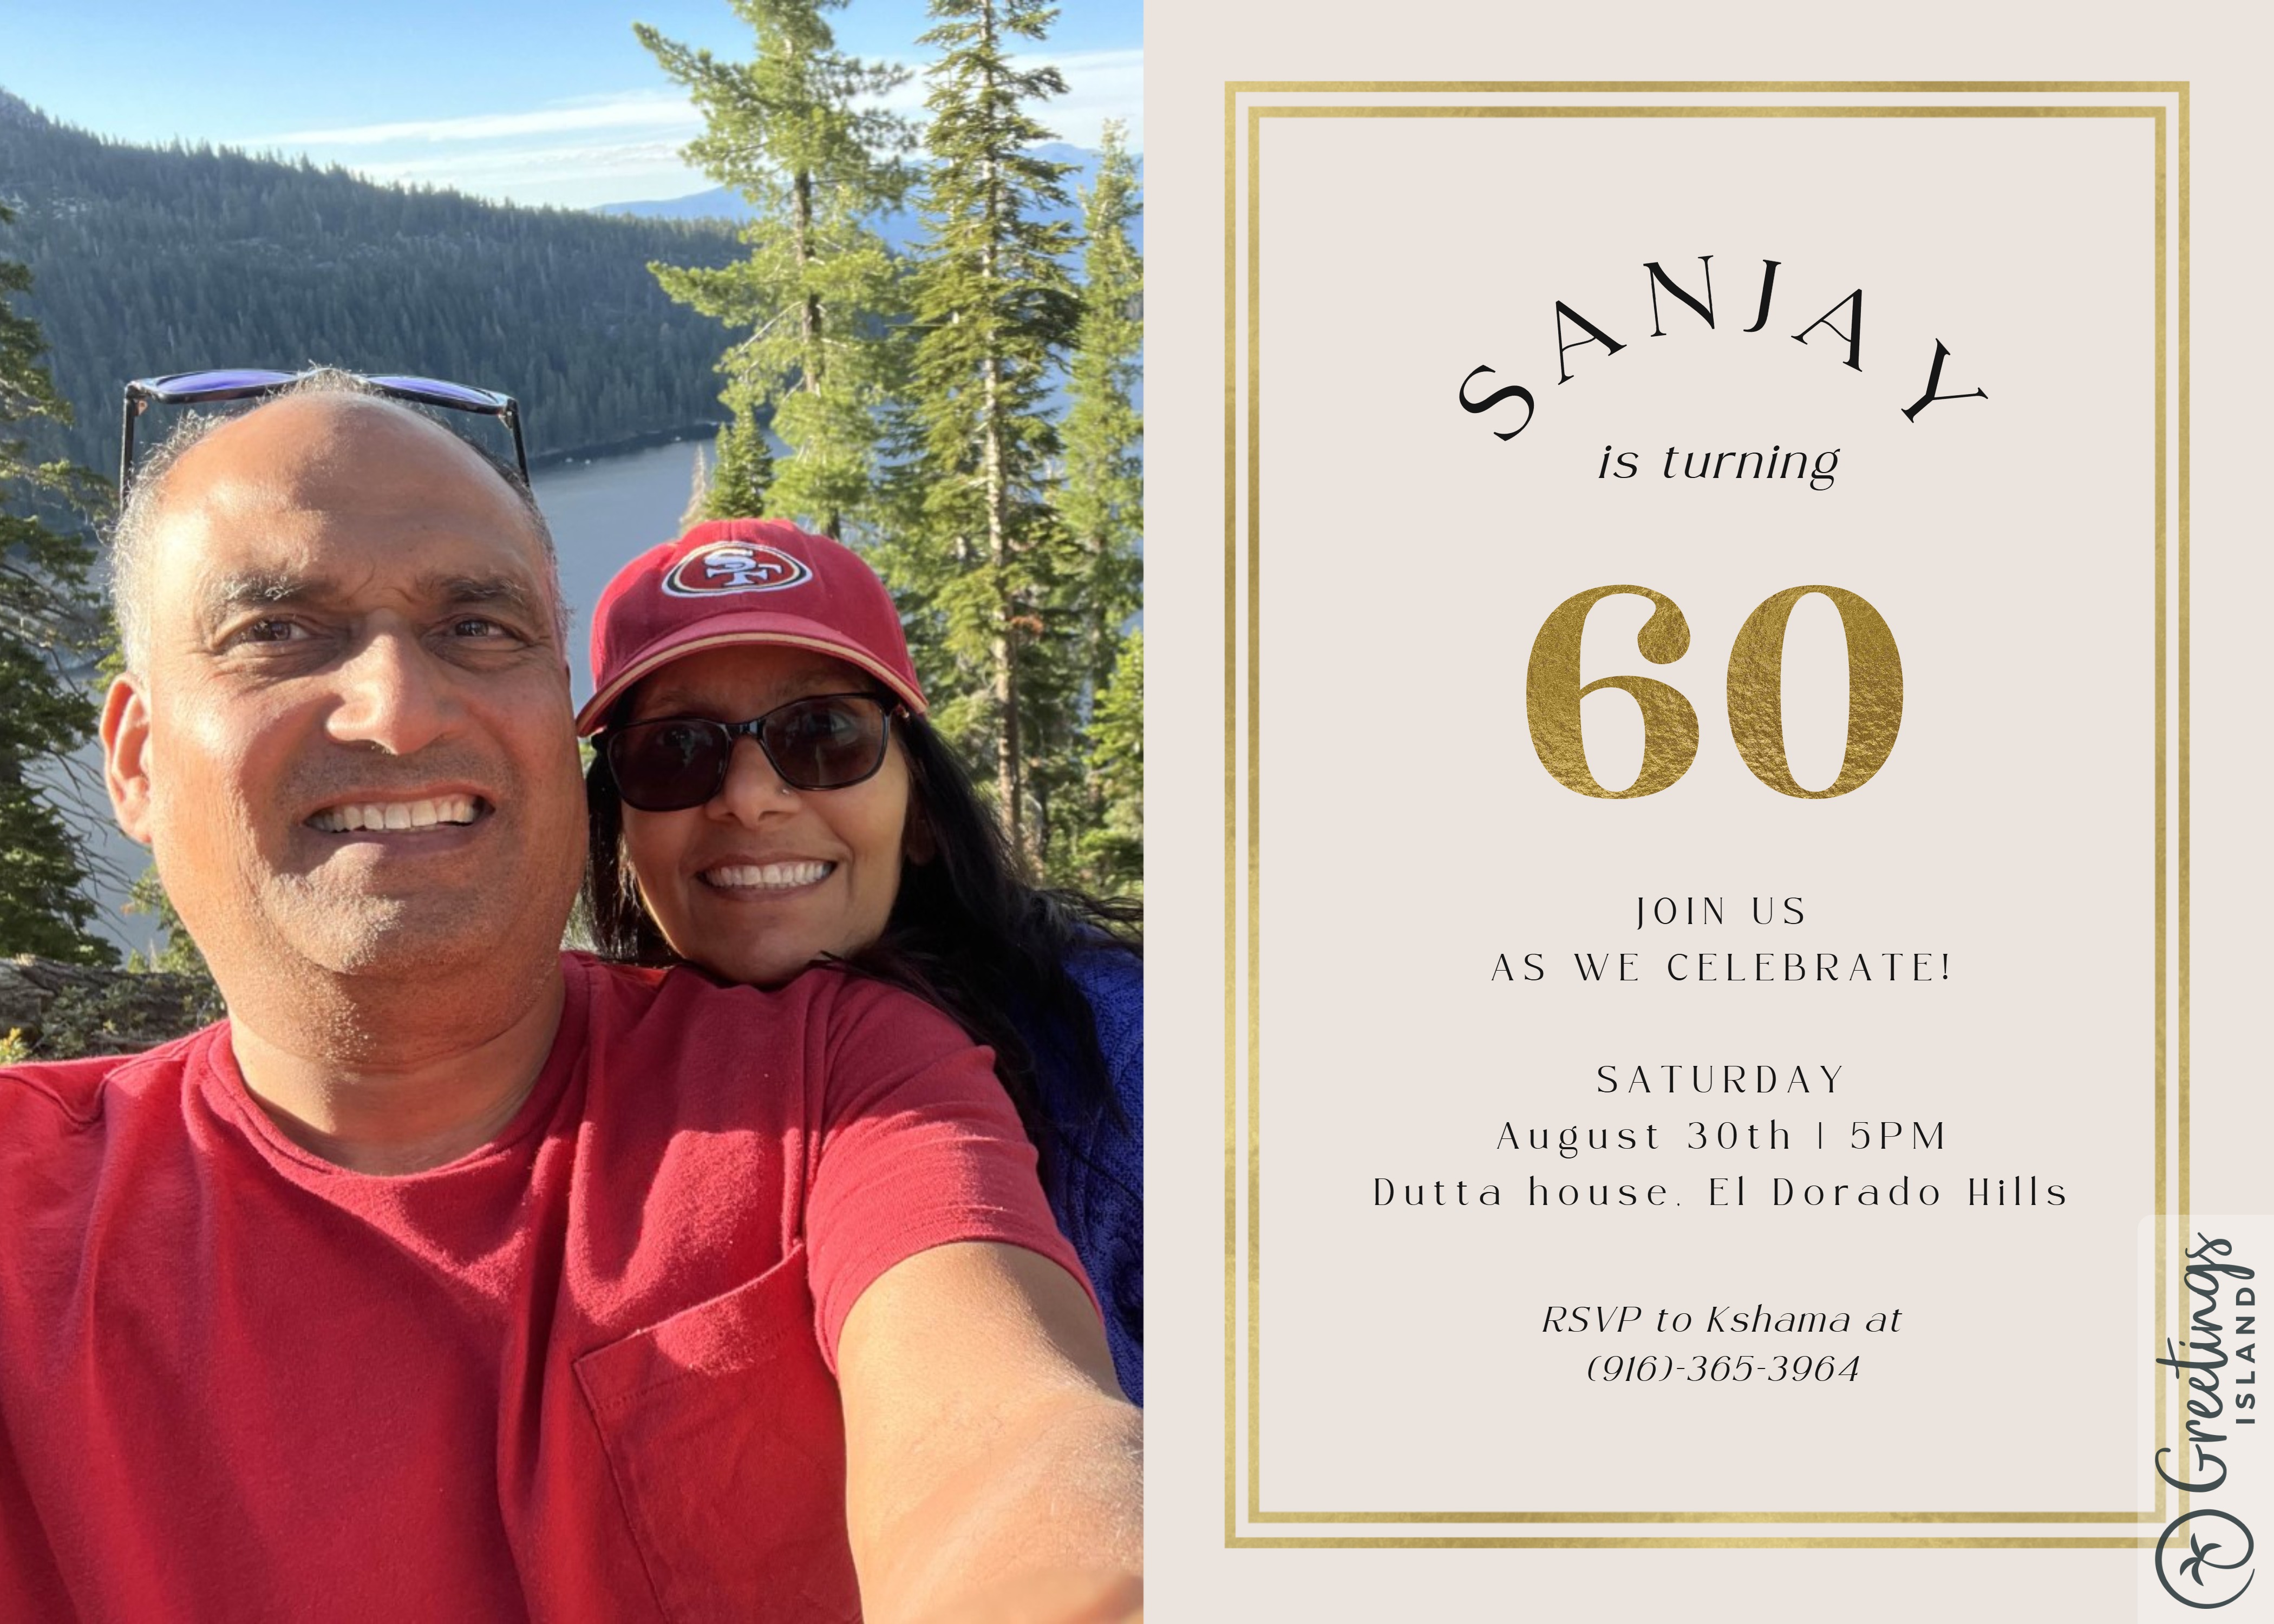 SF
SANJAY
is turning
60
JOIN US
AS WE CELEBRATE!
SATURDAY
August 30th | 5PM
Dutta house, El Dorado Hills
RSVP to Kshama at
(916)-365-3964
Greetings
ISLAND